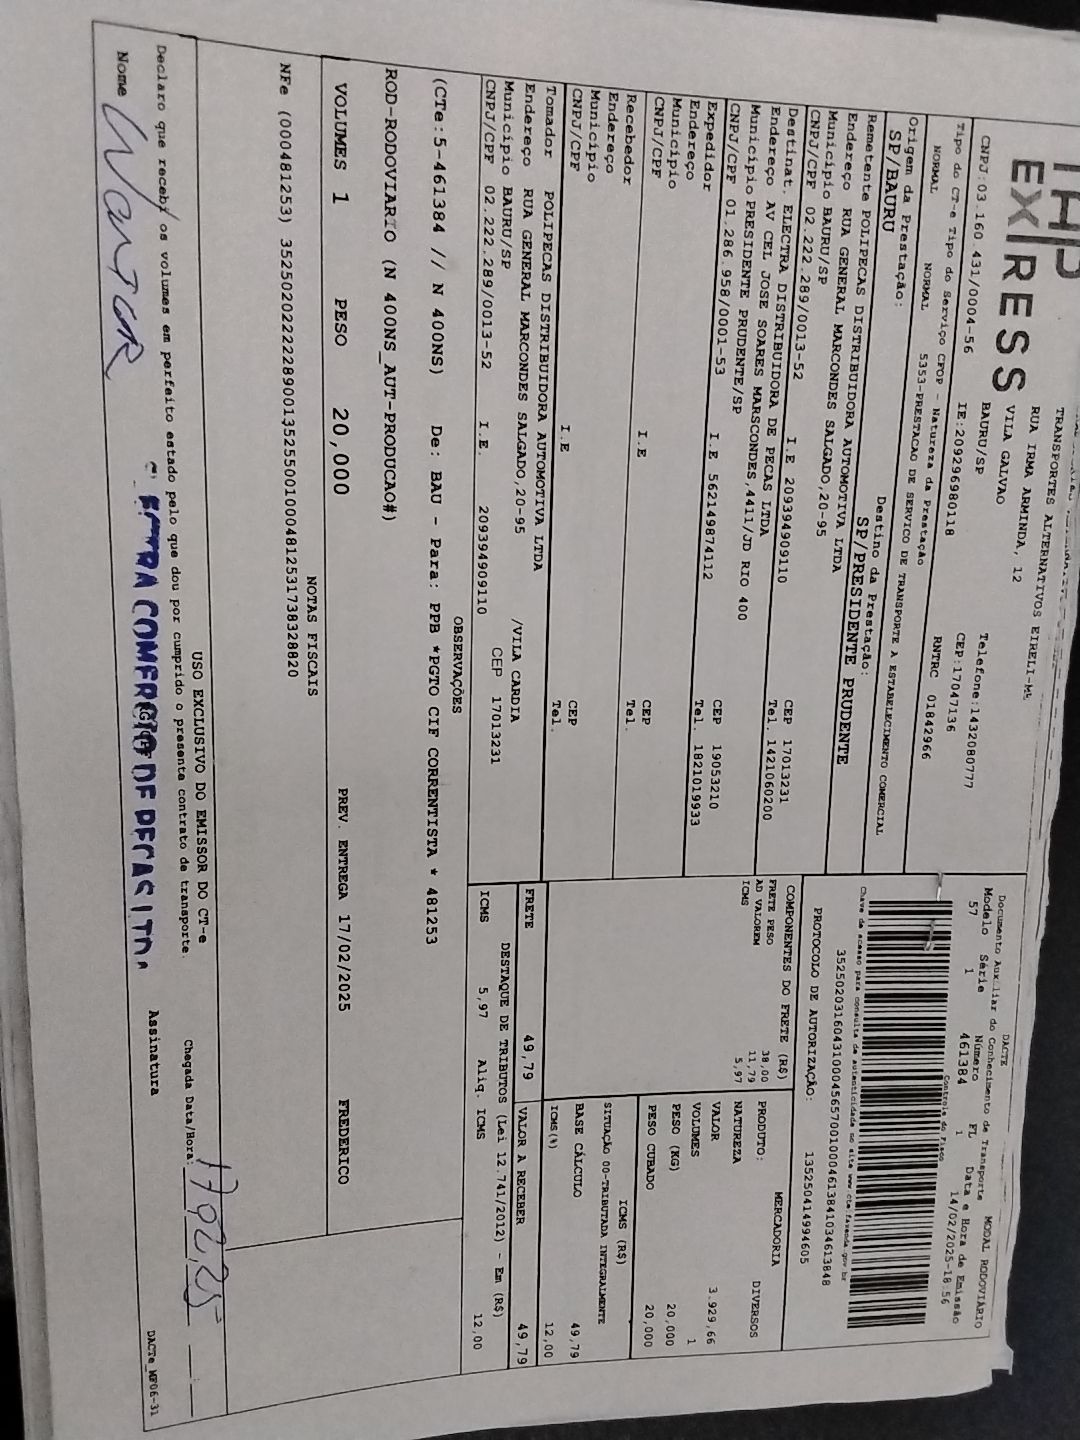 EXPRESS
TRANSPORTES ALTERNATIVOS EIRELI-ME
RUA IRMA ARMINDA, 12
VILA GALVAO
BAURU/SP
Telefone:1432080777
CNPJ:03.160.431/0004-56 IE:209296980118 CEP:17047136
Tipo do CT-e Tipo do Serviço CFOP - Natureza da Prestação RNTRC 01842966
NORMAL NORMAL 5353-PRESTACAO DE SERVICO DE TRANSPORTE A ESTABELECIMENTO COMERCIAL
Origem da Prestação: Destino da Prestação:
SP/BAURU SP/PRESIDENTE PRUDENTE
DACTE MODAL RODOVIÁRIO
Documento Auxiliar do Conhecimento de Transporte
Modelo Série Número FL Data e Hora de Emissão
57 1 461384 1 14/02/2025-18:56
Controle do Fisco
Chave de acesso para consulta de autenticidade no site www.cte.fazenda.gov.br
35250203160431000456570010004613841034613848
PROTOCOLO DE AUTORIZAÇÃO: 135250414994605
Remetente POLIPECAS DISTRIBUIDORA AUTOMOTIVA LTDA
Endereço RUA GENERAL MARCONDES SALGADO,20-95
Município BAURU/SP CEP 17013231
CNPJ/CPF 02.222.289/0013-52 I.E 209394909110 Tel. 1421060200
Destinat. ELECTRA DISTRIBUIDORA DE PECAS LTDA
Endereço AV CEL JOSE SOARES MARSCONDES,4411/JD RIO 400
Município PRESIDENTE PRUDENTE/SP CEP 19053210
CNPJ/CPF 01.286.958/0001-53 I.E 562149874112 Tel. 1821019933
Expedidor
Endereço
Município CEP
CNPJ/CPF I.E Tel.
Recebedor
Endereço
Município CEP
CNPJ/CPF I.E Tel.
Tomador POLIPECAS DISTRIBUIDORA AUTOMOTIVA LTDA
Endereço RUA GENERAL MARCONDES SALGADO,20-95 /VILA CARDIA
Município BAURU/SP CEP 17013231
CNPJ/CPF 02.222.289/0013-52 I.E. 209394909110
COMPONENTES DO FRETE (R$)
FRETE PESO 38,00
AD VALOREM 11,79
ICMS 5,97
FRETE 49,79
MERCADORIA
PRODUTO: DIVERSOS
NATUREZA
VALOR 3.929,66
VOLUMES 1
PESO (KG) 20,000
PESO CUBADO 20,000
ICMS (R$)
SITUAÇÃO 00-TRIBUTADA INTEGRALMENTE
BASE CÁLCULO 49,79
ICMS(%) 12,00
VALOR A RECEBER 49,79
DESTAQUE DE TRIBUTOS (Lei 12.741/2012) - Em (R$)
ICMS 5,97 Aliq. ICMS 12,00
OBSERVAÇÕES
(CTe:5-461384 // N 400NS) De: BAU - Para: PPB *PGTO CIF CORRENTISTA * 481253
ROD-RODOVIARIO (N 400NS_AUT-PRODUCAO#)
VOLUMES 1 PESO 20,000 PREV. ENTREGA 17/02/2025 FREDERICO
NOTAS FISCAIS
NFe (000481253) 35250202222289001352550010004812531738328820
USO EXCLUSIVO DO EMISSOR DO CT-e
Declaro que recebi os volumes em perfeito estado pelo que dou por cumprido o presente contrato de transporte.
Chegada Data/Hora: 17 02 25
Nome
COMERCIO DE PECAS LTDA
Assinatura
DACTe_MF06-31